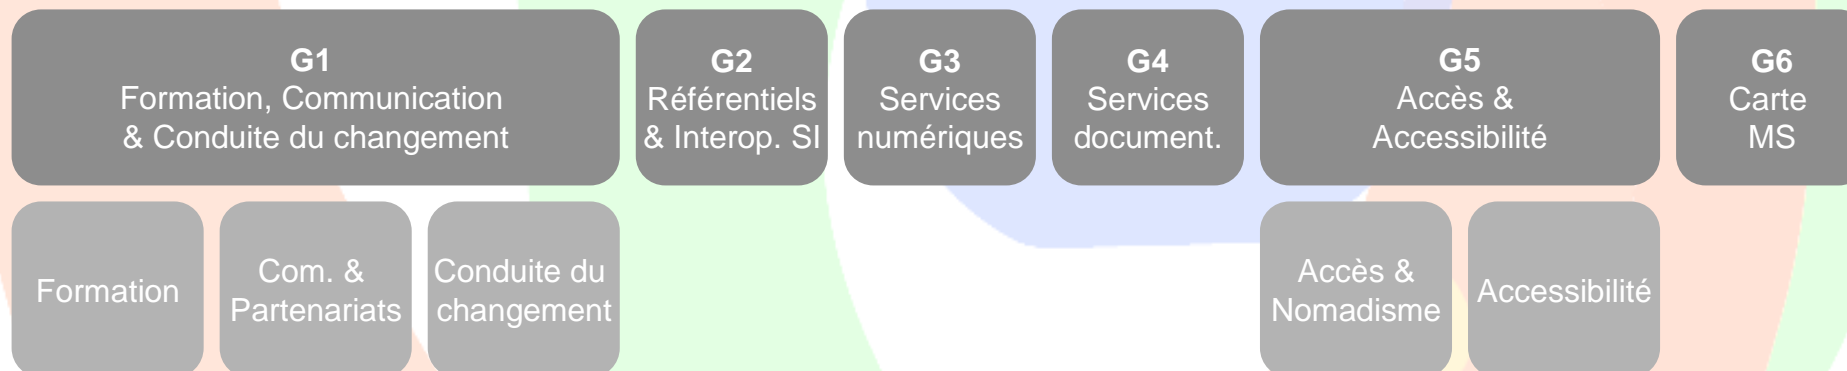 G1
Formation, Communication
& Conduite du changement
G2
Référentiels
& Interop. SI
G3
Services
numériques
G4
Services
document.
G5
Accès &
Accessibilité
G6
Carte
MS
Formation
Com. &
Partenariats
Conduite du
changement
Accès &
Nomadisme
Accessibilité